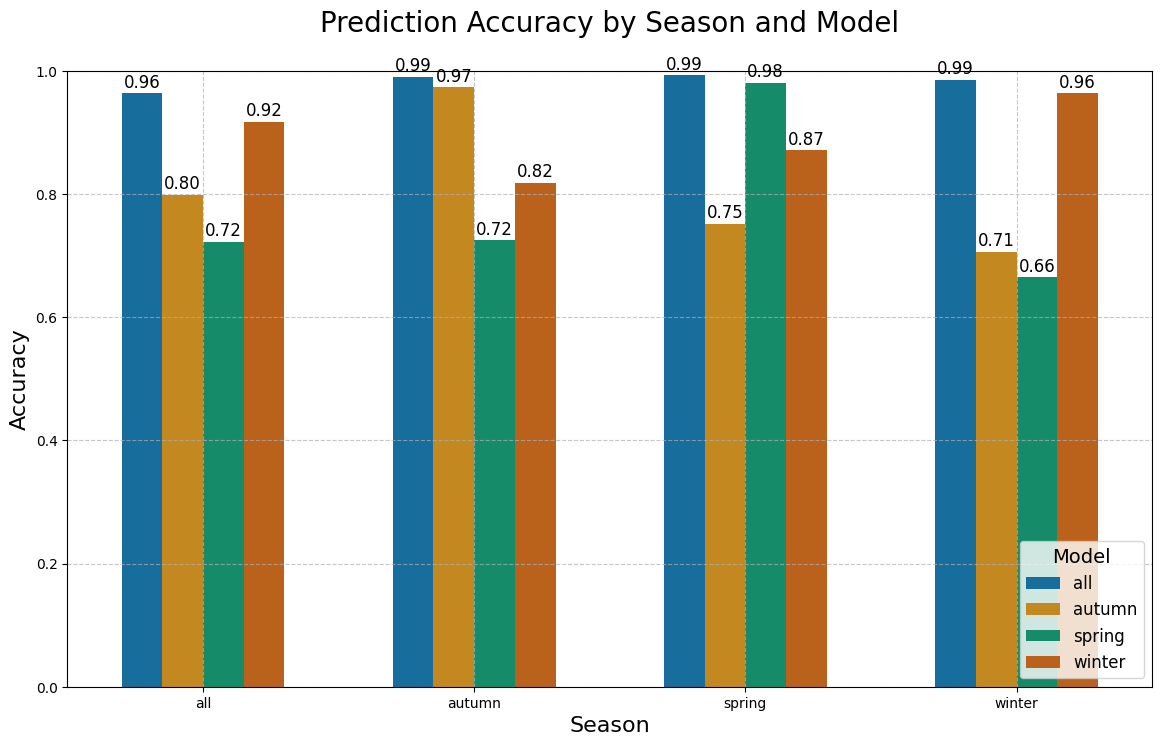 Prediction Accuracy by Season and Model
Accuracy
1.0
0.8
0.6
0.4
0.2
0.0
0.96
0.80
0.72
0.92
0.99
0.97
0.72
0.82
0.99
0.75
0.98
0.87
0.99
0.71
0.66
0.96
Model
all
autumn
spring
winter
all
autumn
spring
winter
Season